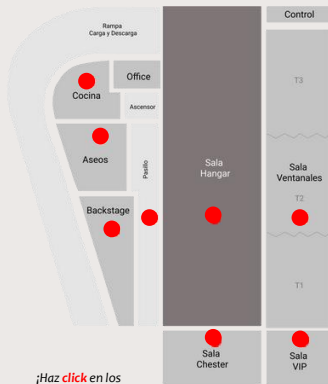 Rampa
Carga y Descarga
Control
Office
Cocina
Ascensor
T3
Aseos
Pasillo
Sala
Hangar
Sala
Ventanales
T2
Backstage
T1
Sala
Chester
Sala
VIP
¡Haz click en los